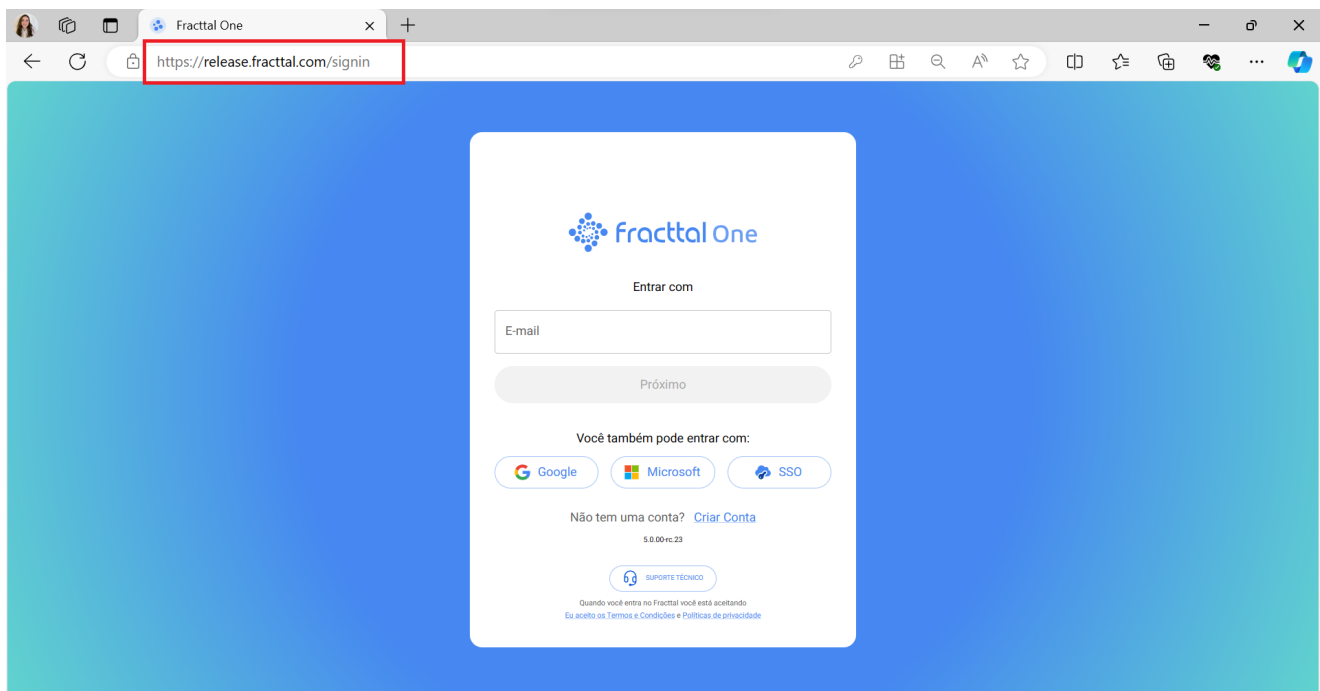 Fracttal One
https://release.fracttal.com/signin
fracttal One
Entrar com
E-mail
Próximo
Você também pode entrar com:
Google Microsoft SSO
Não tem uma conta? Criar Conta
5.0.00-rc.23
SUPORTE TÉCNICO
Quando você entra no Fracttal você está aceitando
Eu aceito os Termos e Condições e Políticas de privacidade